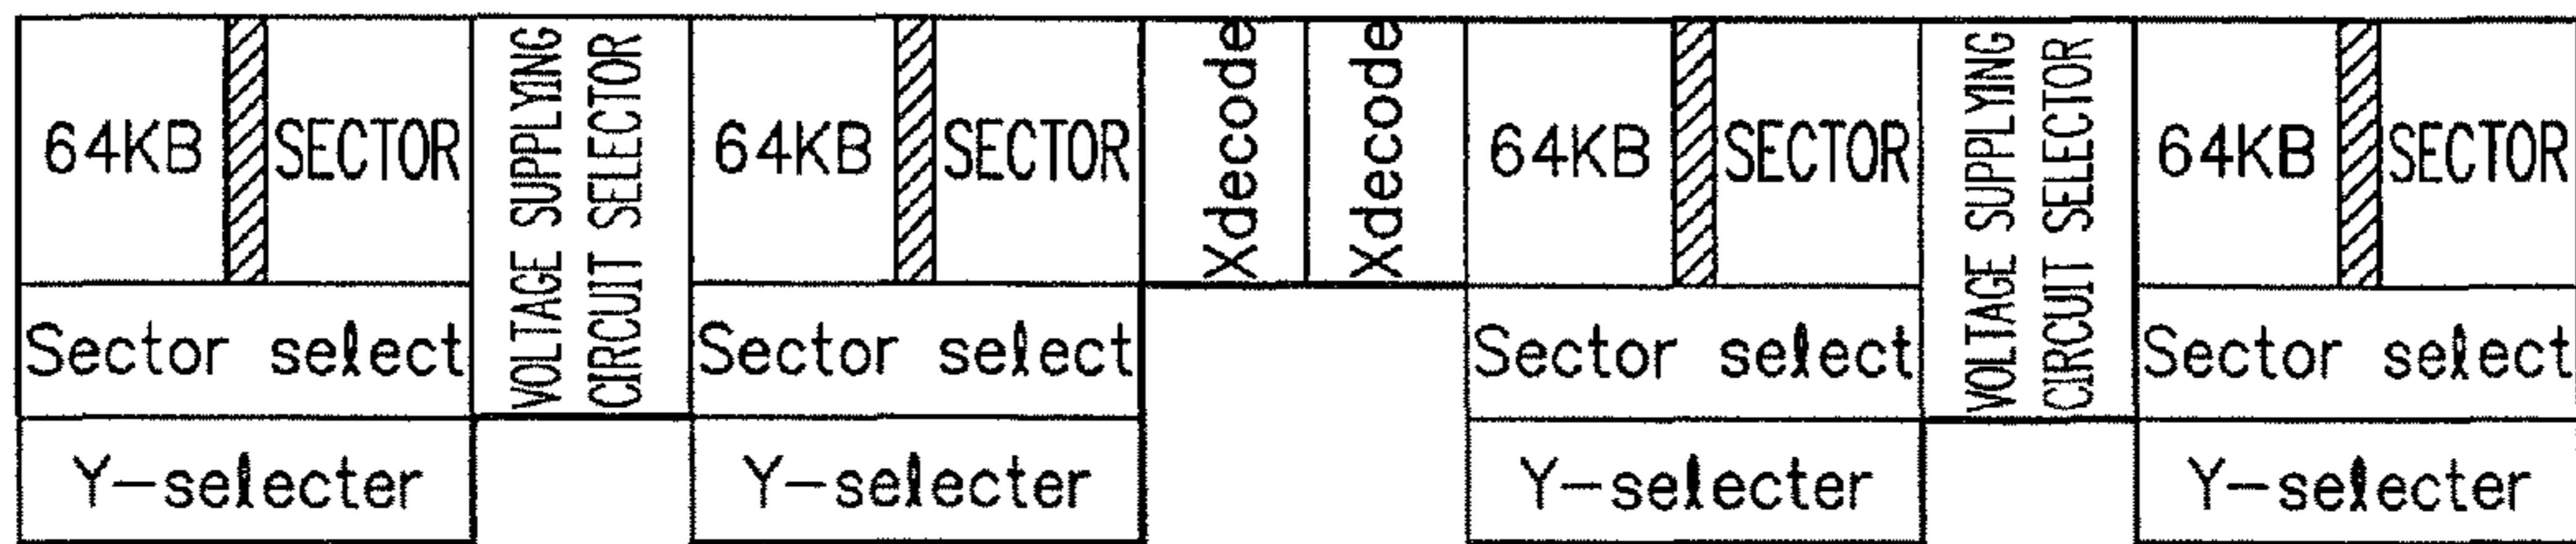 64KB SECTOR
VOLTAGE SUPPLYING
CIRCUIT SELECTOR
64KB SECTOR
Xdecode
Xdecode
64KB SECTOR
VOLTAGE SUPPLYING
CIRCUIT SELECTOR
64KB SECTOR
Sector select
Sector select
Sector select
Sector select
Y-selecter
Y-selecter
Y-selecter
Y-selecter